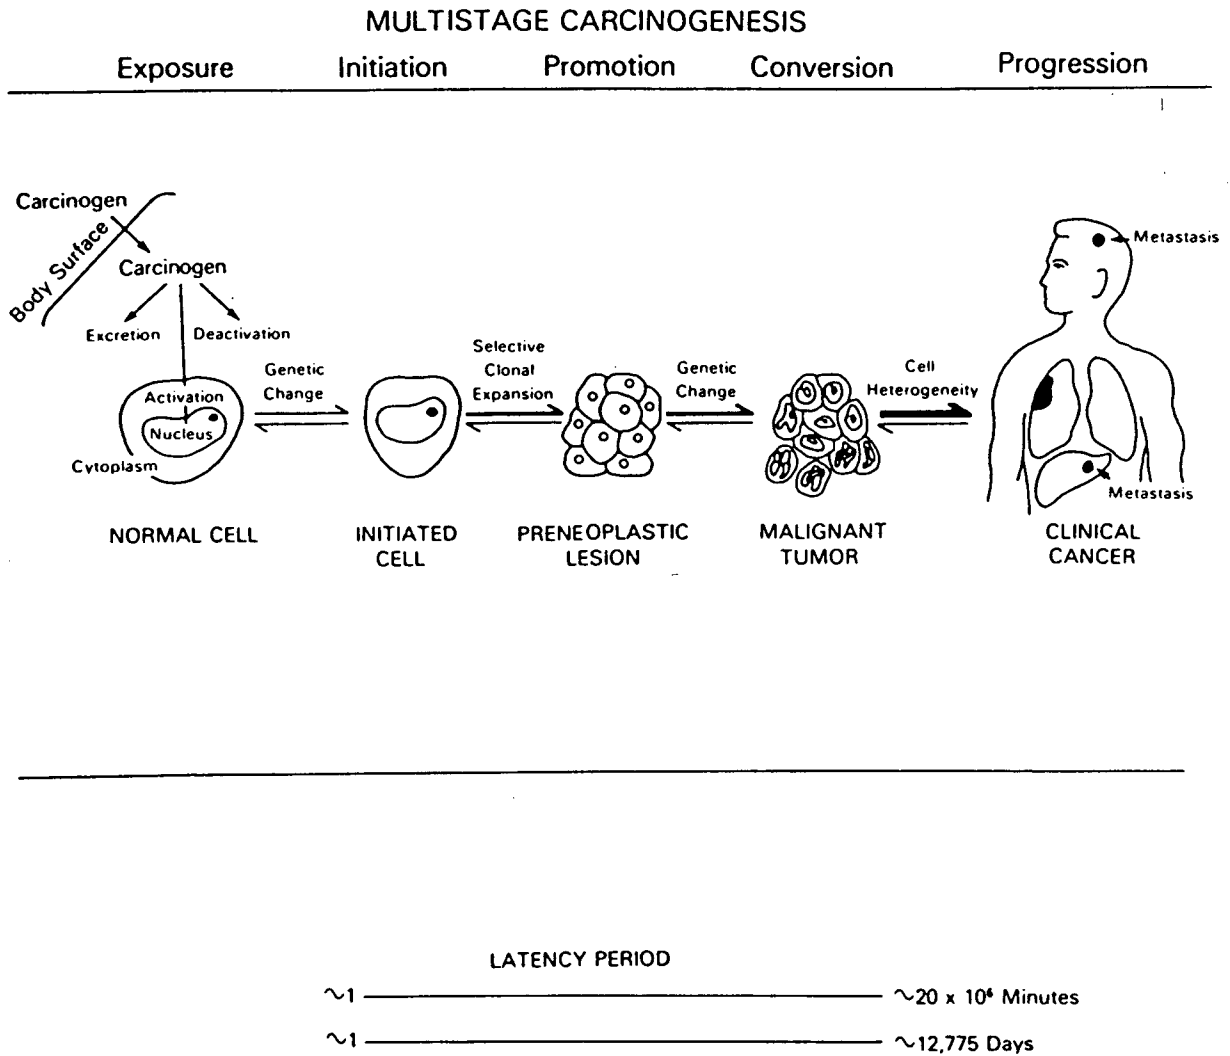 MULTISTAGE CARCINOGENESIS
Exposure Initiation Promotion Conversion Progression
Carcinogen
Body Surface
Carcinogen
Excretion
Deactivation
Activation
Nucleus
Cytoplasm
Genetic
Change
Selective
Clonal
Expansion
Genetic
Change
Cell
Heterogeneity
Metastasis
Metastasis
NORMAL CELL
INITIATED
CELL
PRENEOPLASTIC
LESION
MALIGNANT
TUMOR
CLINICAL
CANCER
LATENCY PERIOD
~1 ~20 x 10⁶ Minutes
~1 ~12,775 Days